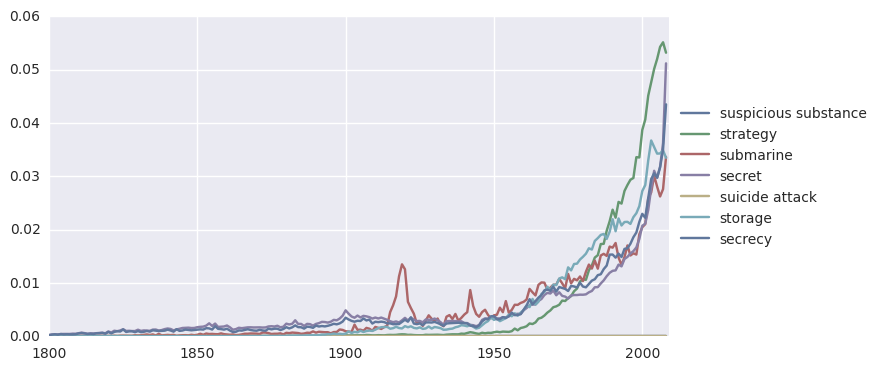 0.06
0.05
0.04
0.03
0.02
0.01
0.00
1800
1850
1900
1950
2000
suspicious substance
strategy
submarine
secret
suicide attack
storage
secrecy